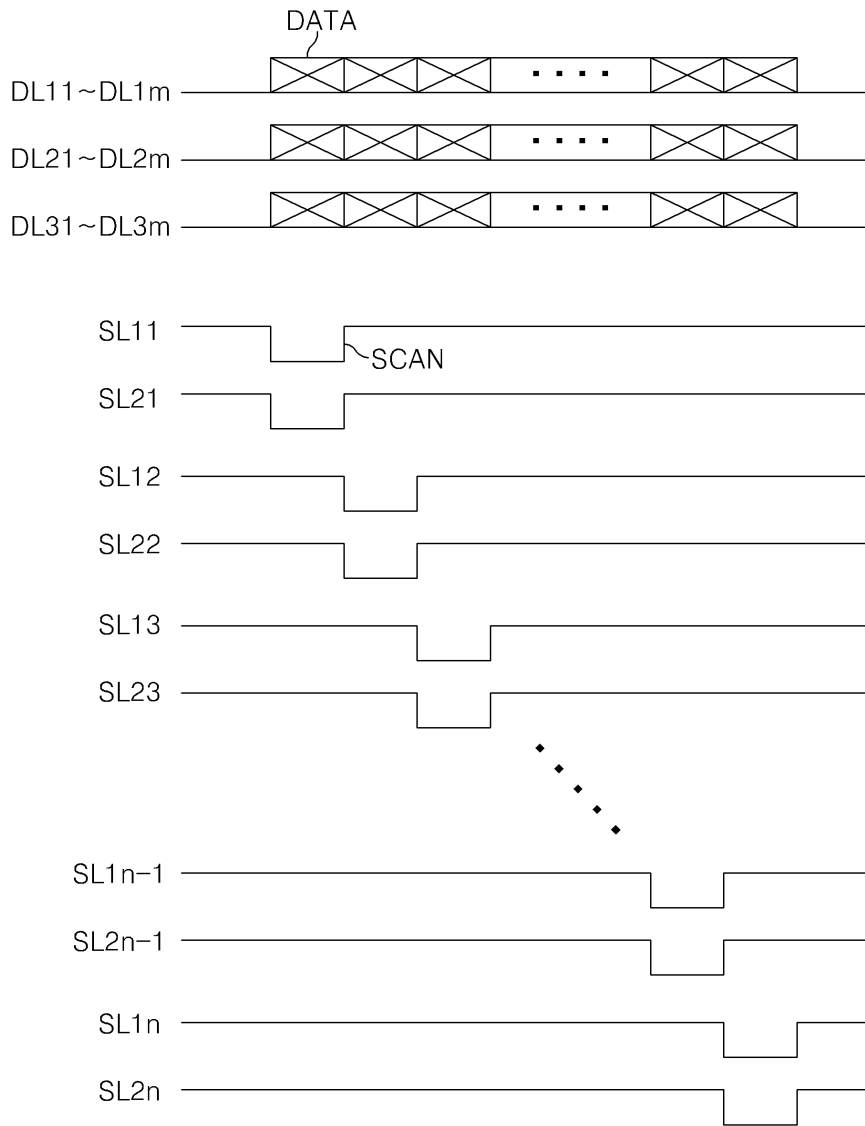 DATA
DL11~DL1m
DL21~DL2m
DL31~DL3m
SL11
SCAN
SL21
SL12
SL22
SL13
SL23
SL1n-1
SL2n-1
SL1n
SL2n